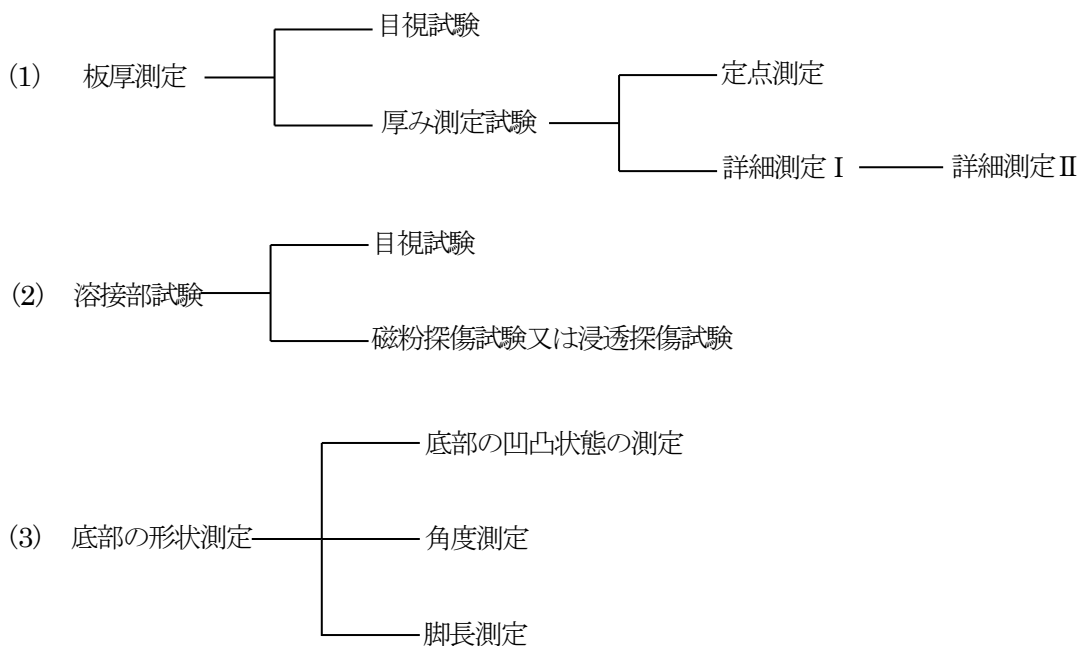 目視試験
(1) 板厚測定
定点測定
厚み測定試験
詳細測定Ⅰ 詳細測定Ⅱ
目視試験
(2) 溶接部試験
磁粉探傷試験又は浸透探傷試験
底部の凹凸状態の測定
(3) 底部の形状測定 角度測定
脚長測定